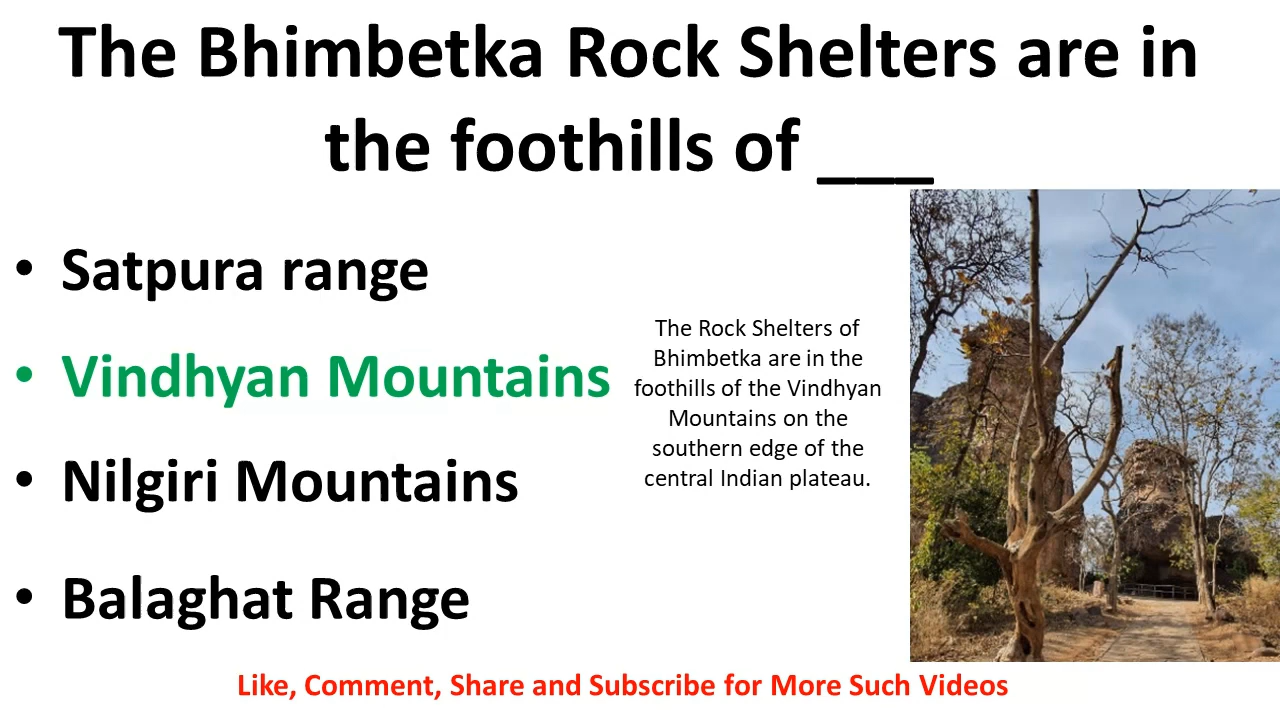 The Bhimbetka Rock Shelters are in
the foothills of ___
• Satpura range
• Vindhyan Mountains
• Nilgiri Mountains
• Balaghat Range
The Rock Shelters of
Bhimbetka are in the
foothills of the Vindhyan
Mountains on the
southern edge of the
central Indian plateau.
Like, Comment, Share and Subscribe for More Such Videos